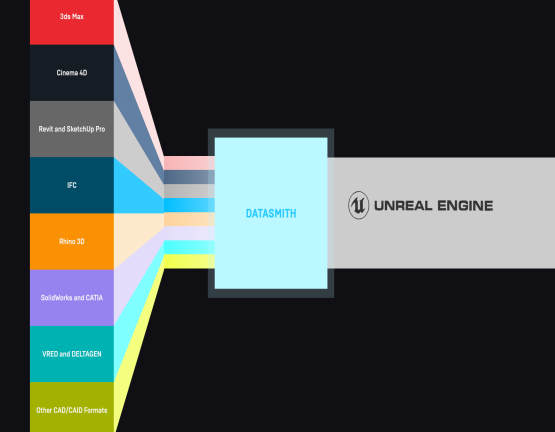 3ds Max
Cinema 4D
Revit and SketchUp Pro
IFC
Rhino 3D
SolidWorks and CATIA
VRED and DELTAGEN
Other CAD/CAID Formats
DATASMITH
UNREAL ENGINE